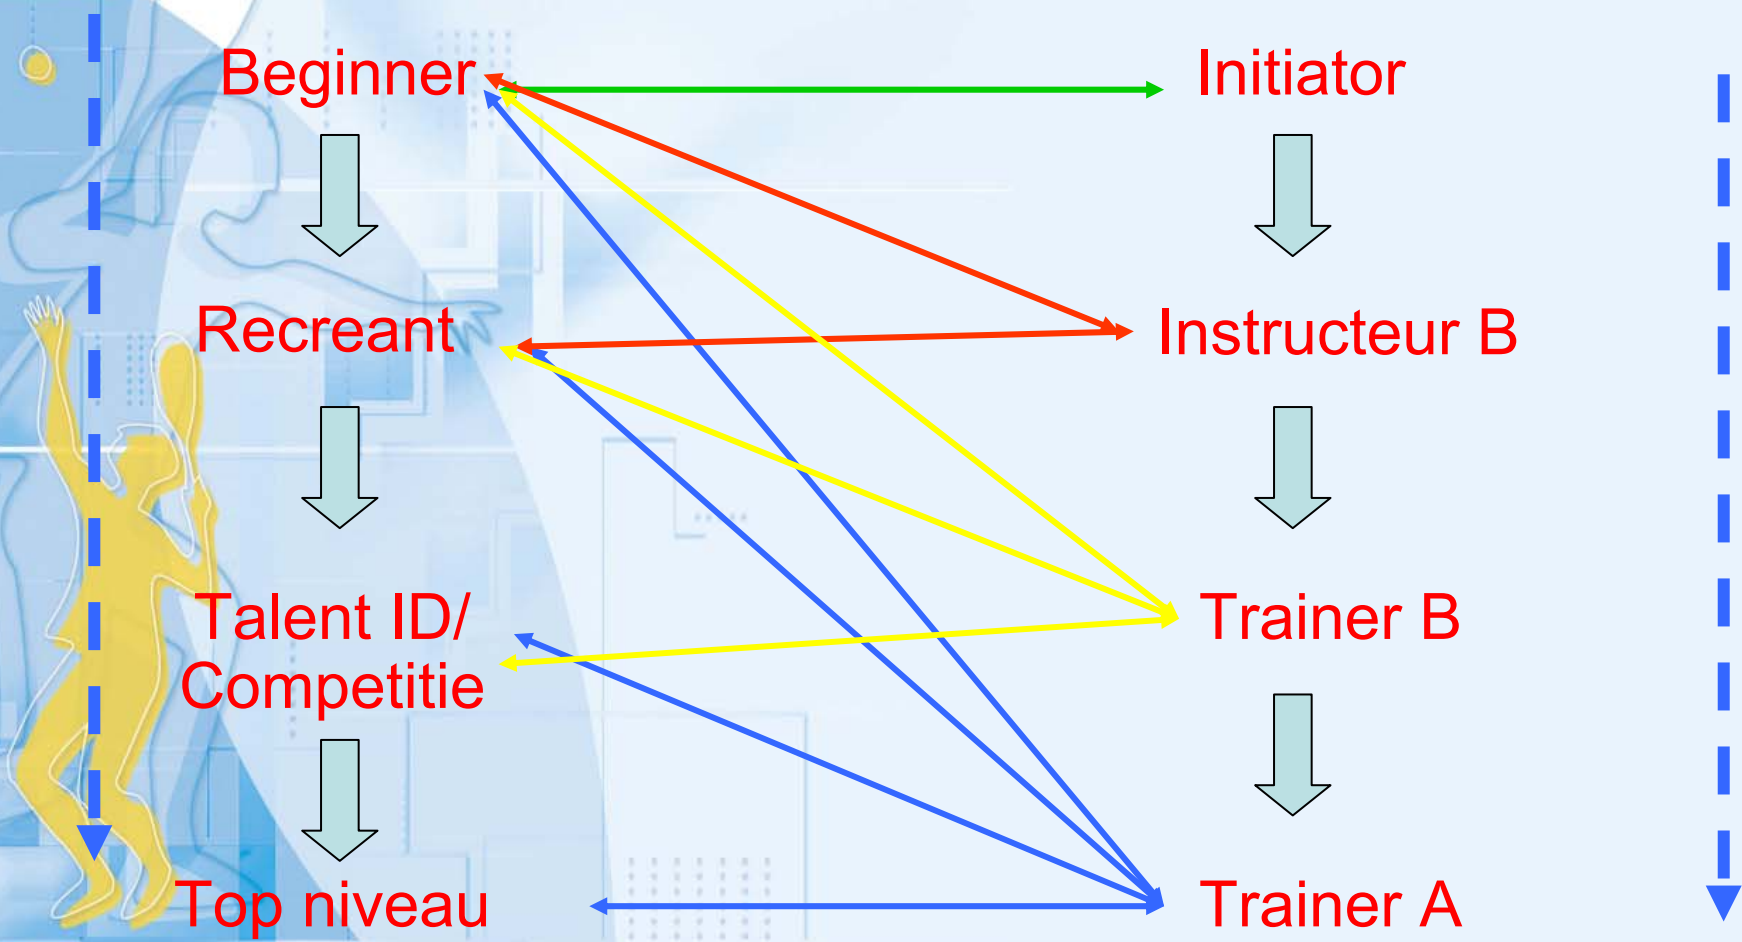 Beginner
Initiator
Recreant
Instructeur B
Talent ID/
Competitie
Trainer B
Top niveau
Trainer A